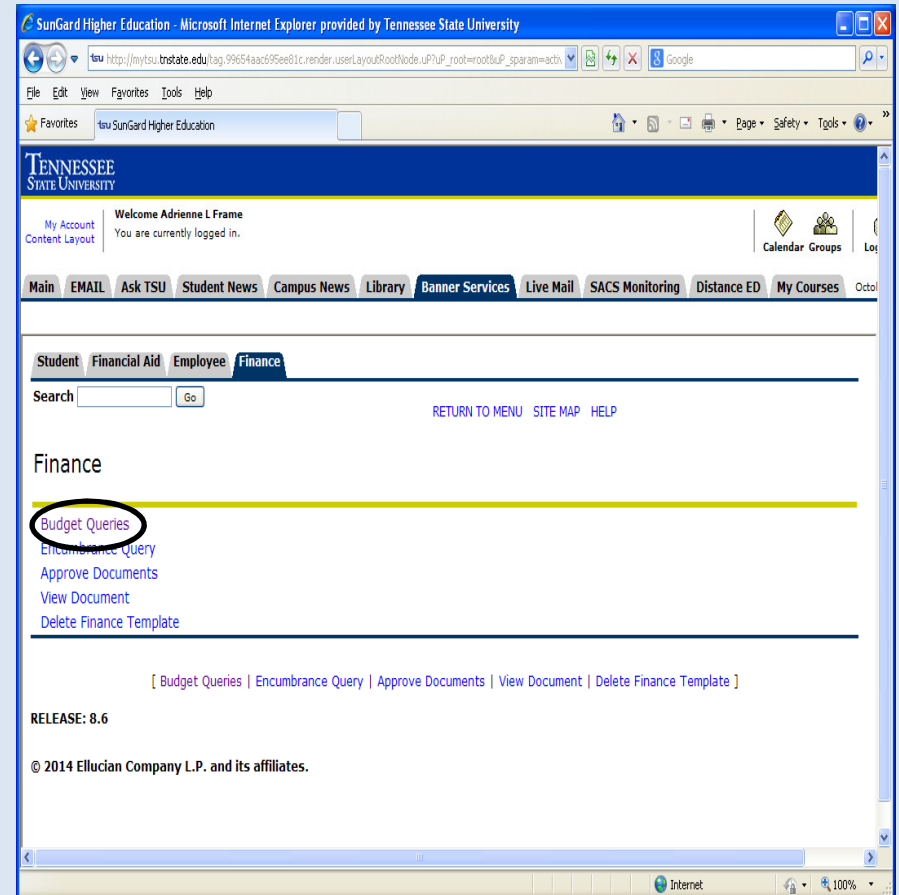 SunGard Higher Education - Microsoft Internet Explorer provided by Tennessee State University
tsu http://mytsu.tnstate.edu/tag.99654aac695ee81c.render.userLayoutRootNode.uP?uP_root=root&uP_sparam=activ
Google
File Edit View Favorites Tools Help
Favorites tsu SunGard Higher Education Page Safety Tools »
TENNESSEE
STATE UNIVERSITY
My Account
Content Layout
Welcome Adrienne L Frame
You are currently logged in.
Calendar Groups Log
Main EMAIL Ask TSU Student News Campus News Library Banner Services Live Mail SACS Monitoring Distance ED My Courses Octol
Student Financial Aid Employee Finance
Search Go
RETURN TO MENU SITE MAP HELP
Finance
Budget Queries
Encumbrance Query
Approve Documents
View Document
Delete Finance Template
[ Budget Queries | Encumbrance Query | Approve Documents | View Document | Delete Finance Template ]
RELEASE: 8.6
© 2014 Ellucian Company L.P. and its affiliates.
Internet 100%